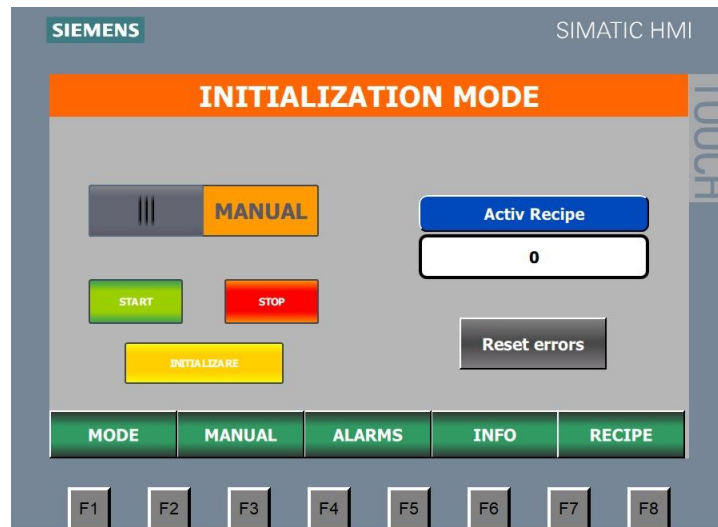 SIEMENS
SIMATIC HMI
TOUCH
INITIALIZATION MODE
MANUAL
Activ Recipe
0
START
STOP
INITIALIZARE
Reset errors
MODE
MANUAL
ALARMS
INFO
RECIPE
F1
F2
F3
F4
F5
F6
F7
F8